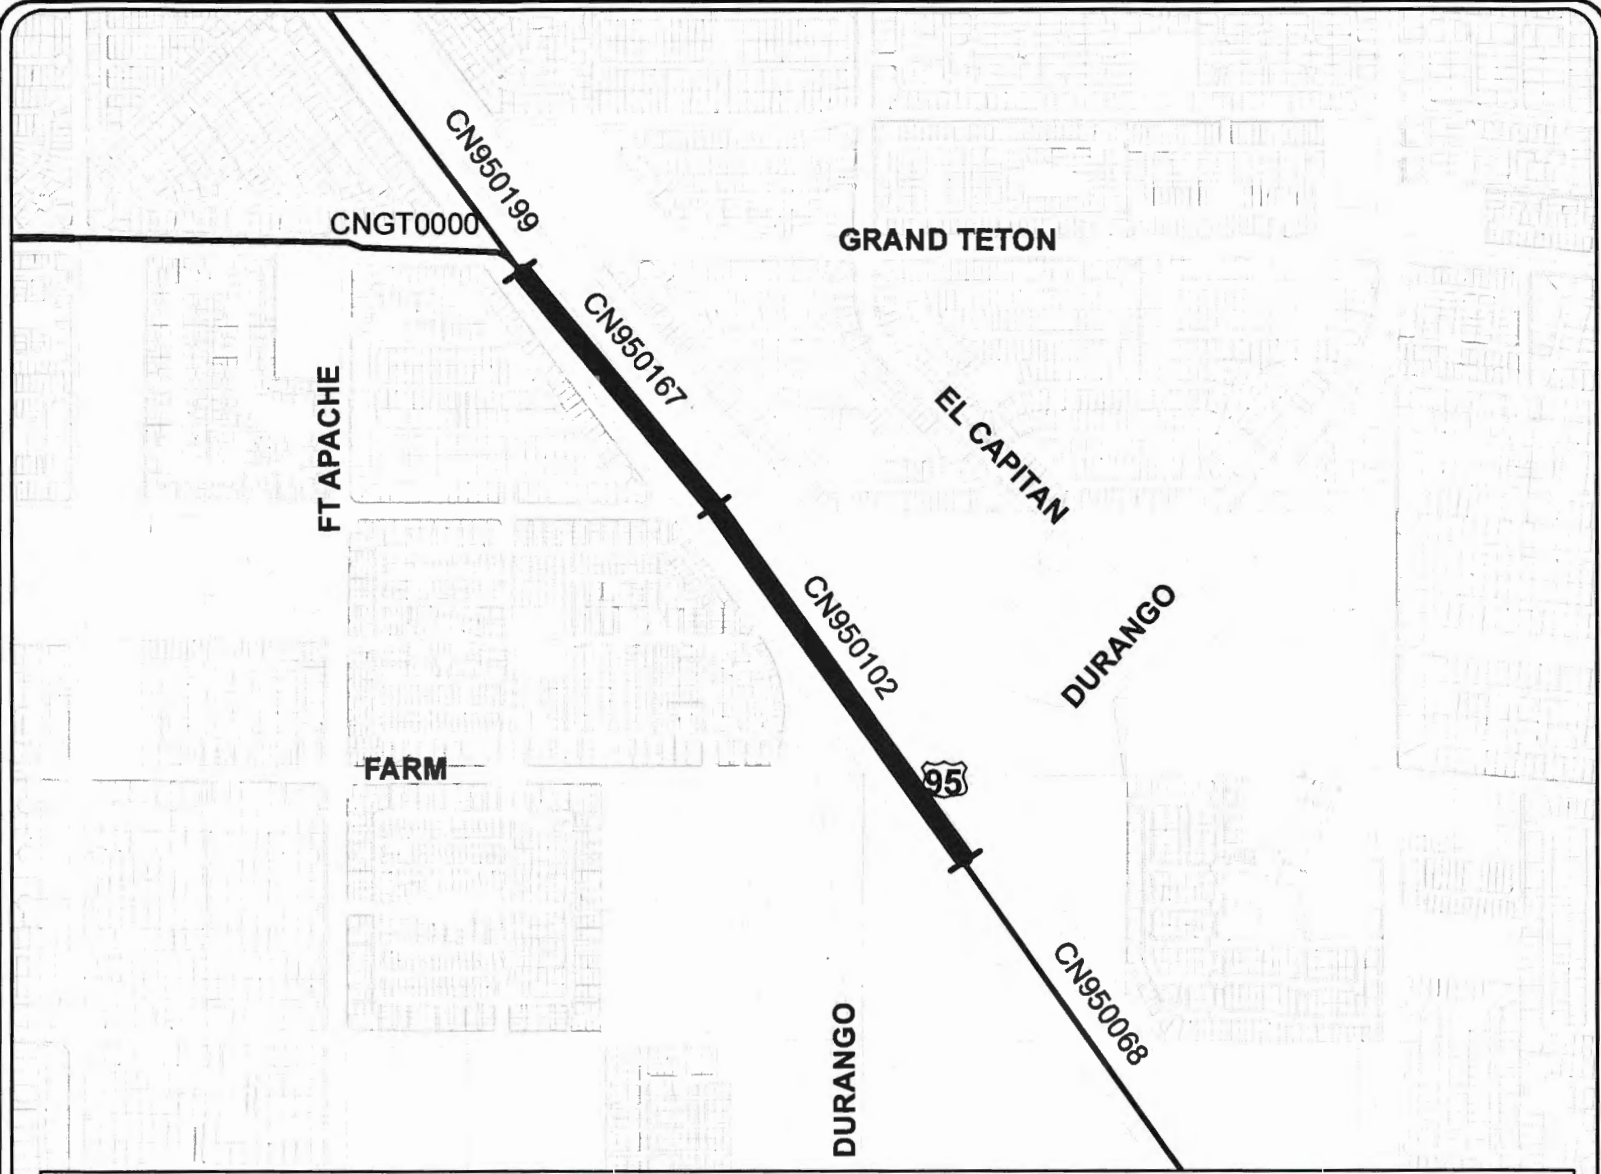 CN950199
CNGT0000
GRAND TETON
CN950167
FT APACHE
EL CAPITAN
CN950102
DURANGO
FARM
95
CN950068
DURANGO